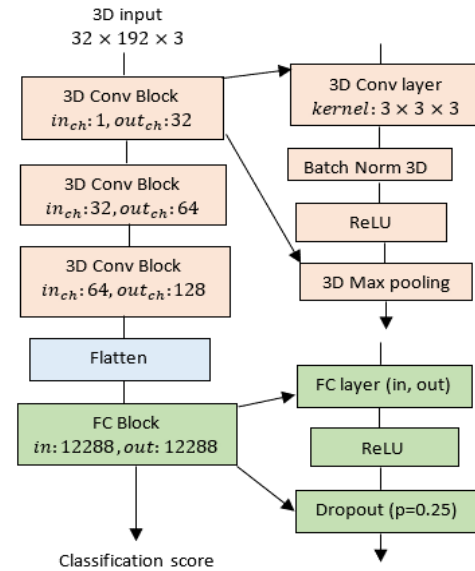 3D input
32 × 192 × 3
3D Conv Block
in_ch: 1, out_ch: 32
3D Conv Block
in_ch: 32, out_ch: 64
3D Conv Block
in_ch: 64, out_ch: 128
Flatten
FC Block
in: 12288, out: 12288
Classification score
3D Conv layer
kernel: 3 × 3 × 3
Batch Norm 3D
ReLU
3D Max pooling
FC layer (in, out)
ReLU
Dropout (p=0.25)